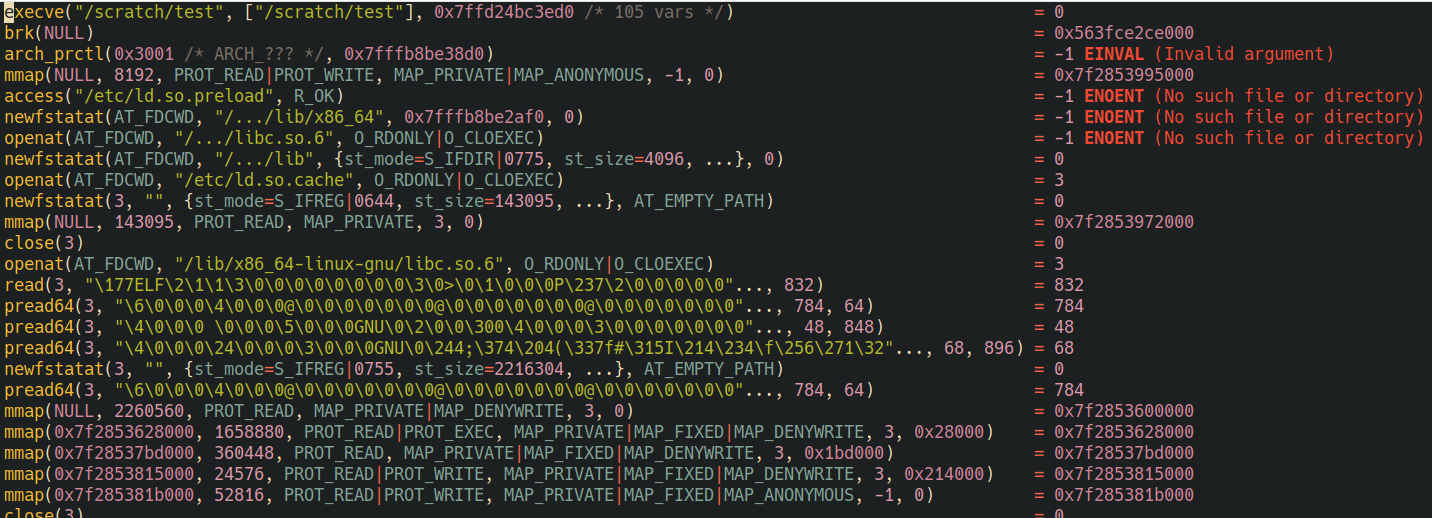 execve("/scratch/test", ["/scratch/test"], 0x7ffd24bc3ed0 /* 105 vars */) = 0
brk(NULL) = 0x563fce2ce000
arch_prctl(0x3001 /* ARCH_??? */, 0x7fffb8be38d0) = -1 EINVAL (Invalid argument)
mmap(NULL, 8192, PROT_READ|PROT_WRITE, MAP_PRIVATE|MAP_ANONYMOUS, -1, 0) = 0x7f2853995000
access("/etc/ld.so.preload", R_OK) = -1 ENOENT (No such file or directory)
newfstatat(AT_FDCWD, "/.../lib/x86_64", 0x7fffb8be2af0, 0) = -1 ENOENT (No such file or directory)
openat(AT_FDCWD, "/.../libc.so.6", O_RDONLY|O_CLOEXEC) = -1 ENOENT (No such file or directory)
newfstatat(AT_FDCWD, "/.../lib", {st_mode=S_IFDIR|0775, st_size=4096, ...}, 0) = 0
openat(AT_FDCWD, "/etc/ld.so.cache", O_RDONLY|O_CLOEXEC) = 3
newfstatat(3, "", {st_mode=S_IFREG|0644, st_size=143095, ...}, AT_EMPTY_PATH) = 0
mmap(NULL, 143095, PROT_READ, MAP_PRIVATE, 3, 0) = 0x7f2853972000
close(3) = 0
openat(AT_FDCWD, "/lib/x86_64-linux-gnu/libc.so.6", O_RDONLY|O_CLOEXEC) = 3
read(3, "\177ELF\2\1\1\3\0\0\0\0\0\0\0\0\3\0>\0\1\0\0\0P\237\2\0\0\0\0\0"..., 832) = 832
pread64(3, "\6\0\0\0\4\0\0\0@\0\0\0\0\0\0\0@\0\0\0\0\0\0\0@\0\0\0\0\0\0\0"..., 784, 64) = 784
pread64(3, "\4\0\0\0 \0\0\0\5\0\0\0GNU\0\2\0\0\300\4\0\0\0\3\0\0\0\0\0\0\0"..., 48, 848) = 48
pread64(3, "\4\0\0\0\24\0\0\0\3\0\0\0GNU\0\244;\374\204(\337f#\315I\214\234\f\256\271\32"..., 68, 896) = 68
newfstatat(3, "", {st_mode=S_IFREG|0755, st_size=2216304, ...}, AT_EMPTY_PATH) = 0
pread64(3, "\6\0\0\0\4\0\0\0@\0\0\0\0\0\0\0@\0\0\0\0\0\0\0@\0\0\0\0\0\0\0"..., 784, 64) = 784
mmap(NULL, 2260560, PROT_READ, MAP_PRIVATE|MAP_DENYWRITE, 3, 0) = 0x7f2853600000
mmap(0x7f2853628000, 1658880, PROT_READ|PROT_EXEC, MAP_PRIVATE|MAP_FIXED|MAP_DENYWRITE, 3, 0x28000) = 0x7f2853628000
mmap(0x7f28537bd000, 360448, PROT_READ, MAP_PRIVATE|MAP_FIXED|MAP_DENYWRITE, 3, 0x1bd000) = 0x7f28537bd000
mmap(0x7f2853815000, 24576, PROT_READ|PROT_WRITE, MAP_PRIVATE|MAP_FIXED|MAP_DENYWRITE, 3, 0x214000) = 0x7f2853815000
mmap(0x7f285381b000, 52816, PROT_READ|PROT_WRITE, MAP_PRIVATE|MAP_FIXED|MAP_ANONYMOUS, -1, 0) = 0x7f285381b000
close(3) = 0